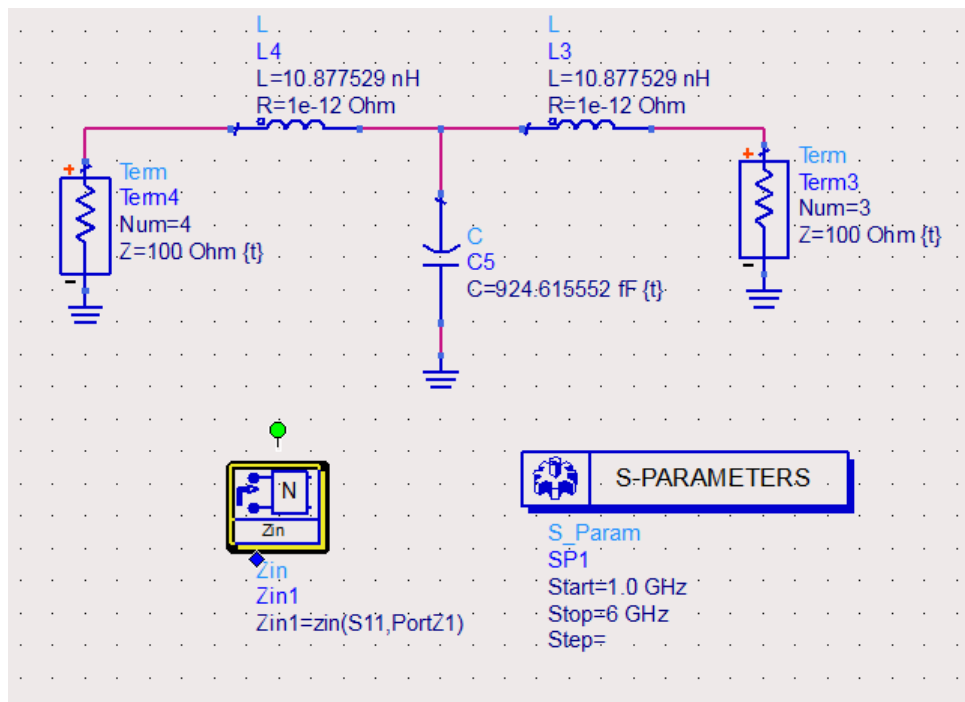 L
L4
L=10.877529 nH
R=1e-12 Ohm
L
L3
L=10.877529 nH
R=1e-12 Ohm
+
Term
Term4
Num=4
Z=100 Ohm {t}
-
C
C5
C=924.615552 fF {t}
+
Term
Term3
Num=3
Z=100 Ohm {t}
-
N
Zin
Zin
Zin1
Zin1=zin(S11,PortZ1)
S-PARAMETERS
S_Param
SP1
Start=1.0 GHz
Stop=6 GHz
Step=